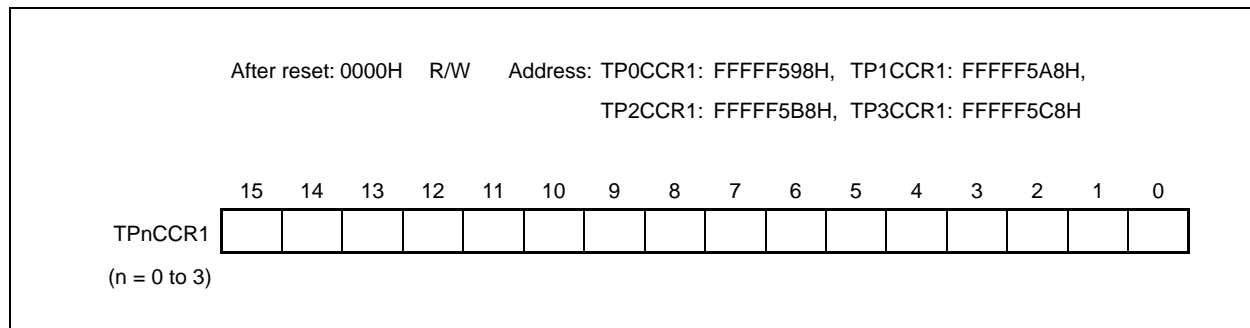 After reset: 0000H R/W Address: TP0CCR1: FFFFF598H, TP1CCR1: FFFFF5A8H,
TP2CCR1: FFFFF5B8H, TP3CCR1: FFFFF5C8H
15 14 13 12 11 10 9 8 7 6 5 4 3 2 1 0
TPnCCR1
(n = 0 to 3)